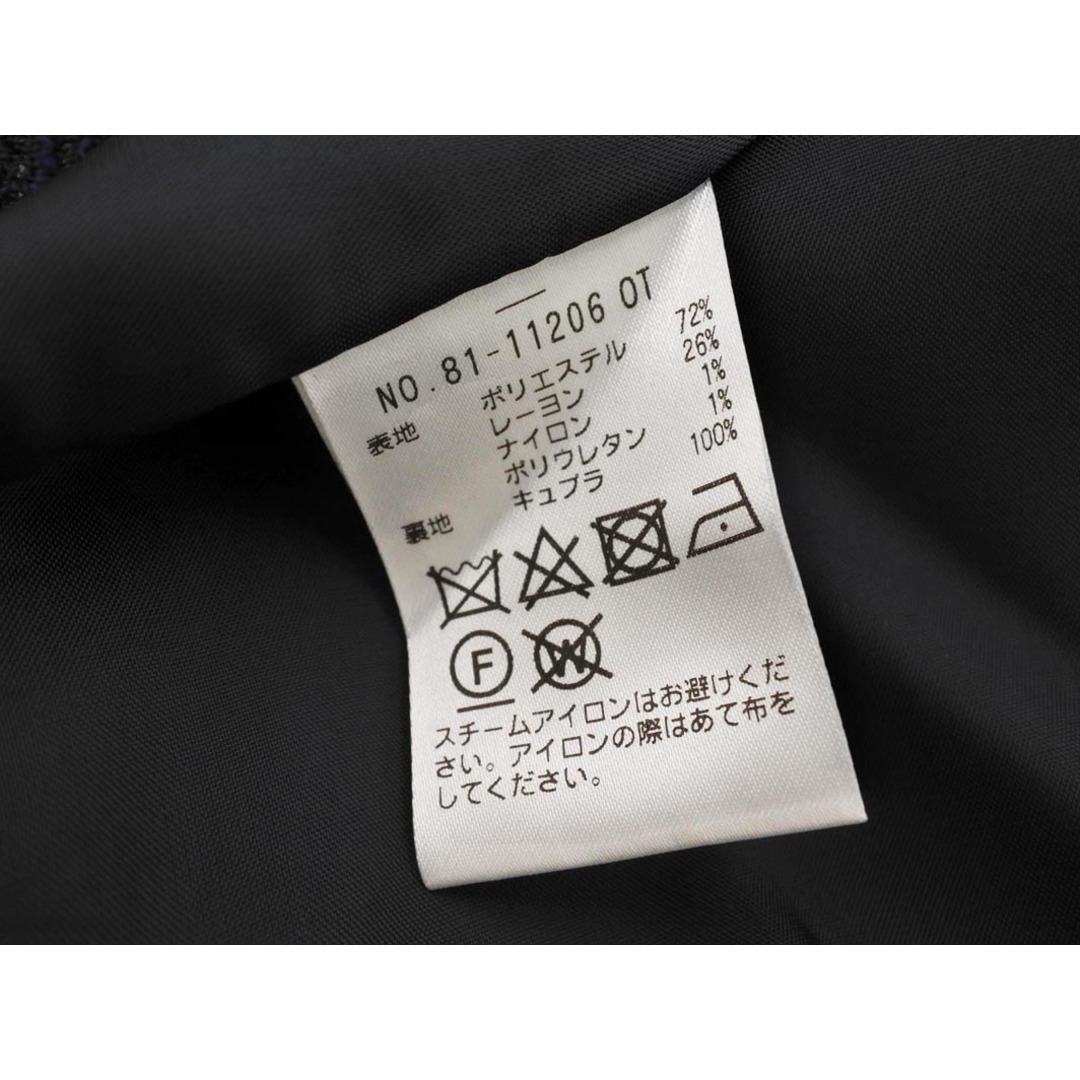 NO.81-11206 OT
表地 ポリエステル 72%
レーヨン 26%
ナイロン 1%
ポリウレタン 1%
裏地 キュプラ 100%
F W
スチームアイロンはお避けくだ
さい。アイロンの際はあて布を
してください。